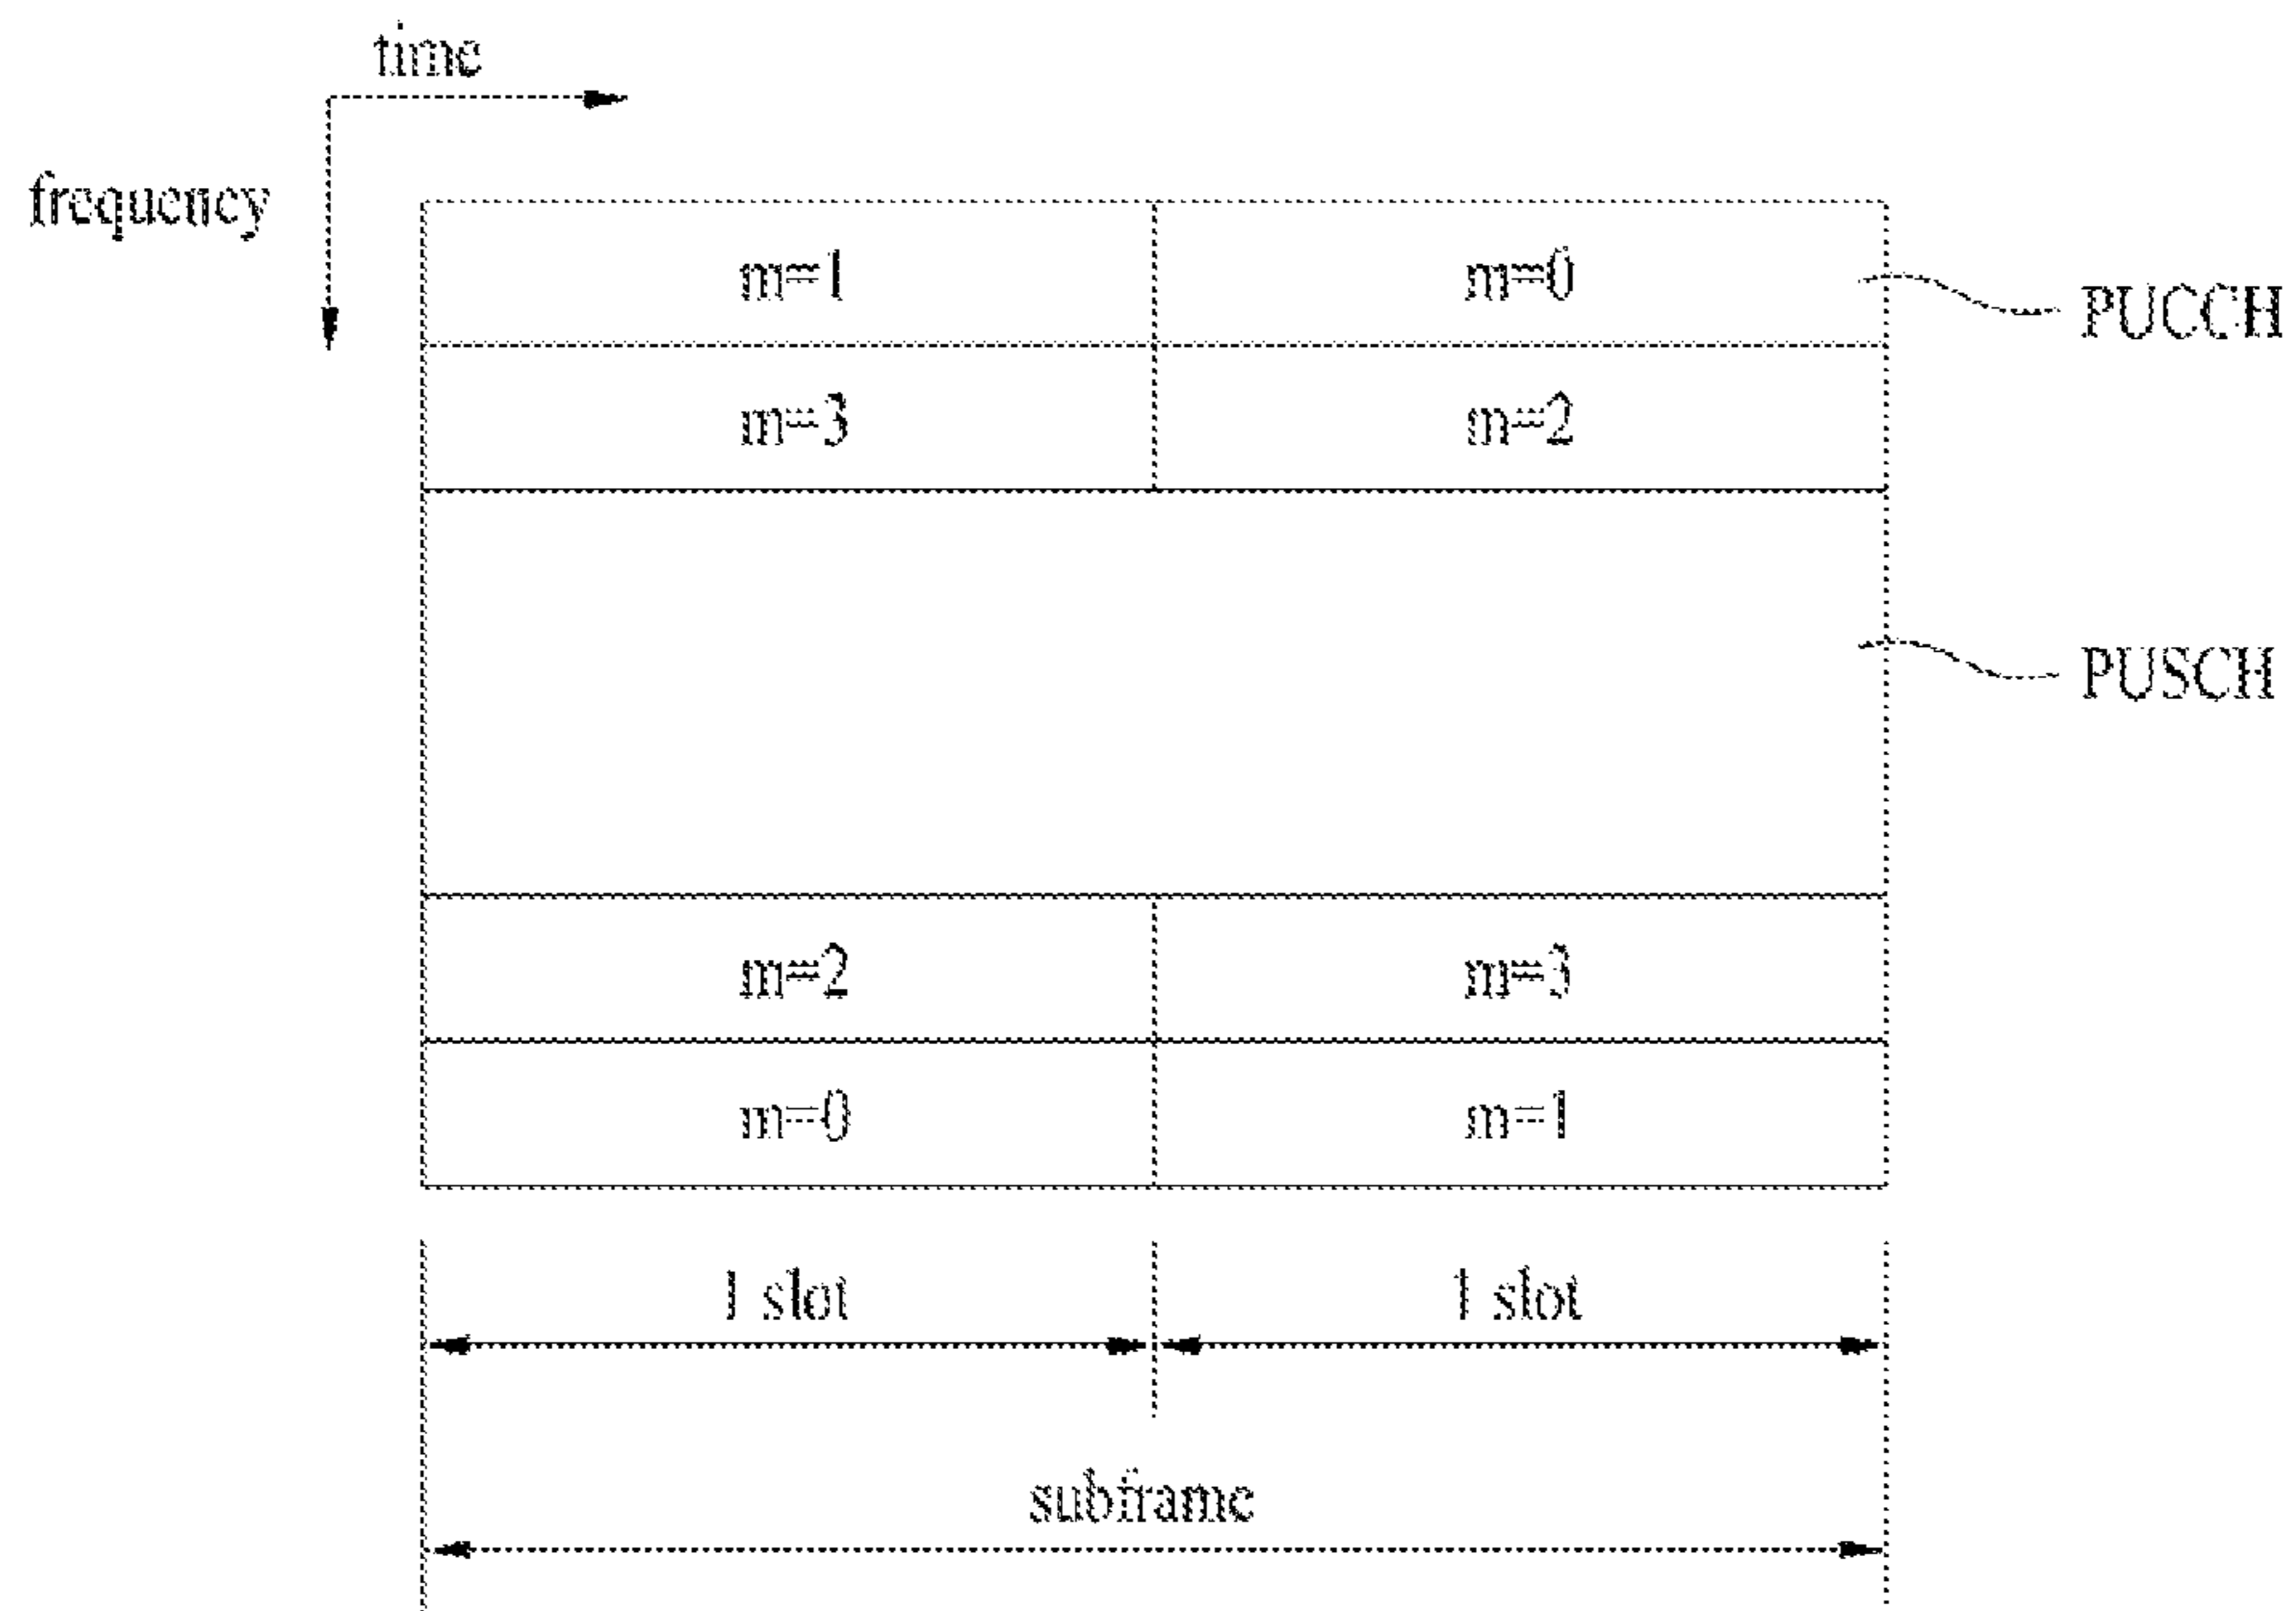 time
frequency
m=1 m=0
PUCCH
m=3 m=2
PUSCH
m=2 m=3
m=0 m=1
1 slot 1 slot
subframe